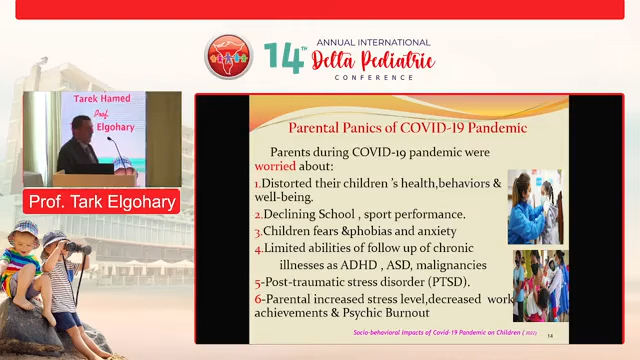 14TH
ANNUAL INTERNATIONAL
Delta Pediatric
CONFERENCE
Tarek Hamed
Prof.
Elgohary
Prof. Tark Elgohary
Parental Panics of COVID-19 Pandemic
Parents during COVID-19 pandemic were
worried about:
1.Distorted their children 's health,behaviors &
well-being.
2.Declining School , sport performance.
3.Children fears &phobias and anxiety
4.Limited abilities of follow up of chronic
illnesses as ADHD , ASD, malignancies
5-Post-traumatic stress disorder (PTSD).
6-Parental increased stress level,decreased work
achievements & Psychic Burnout
Socio-behavioral Impacts of Covid-19 Pandemic on Children
14